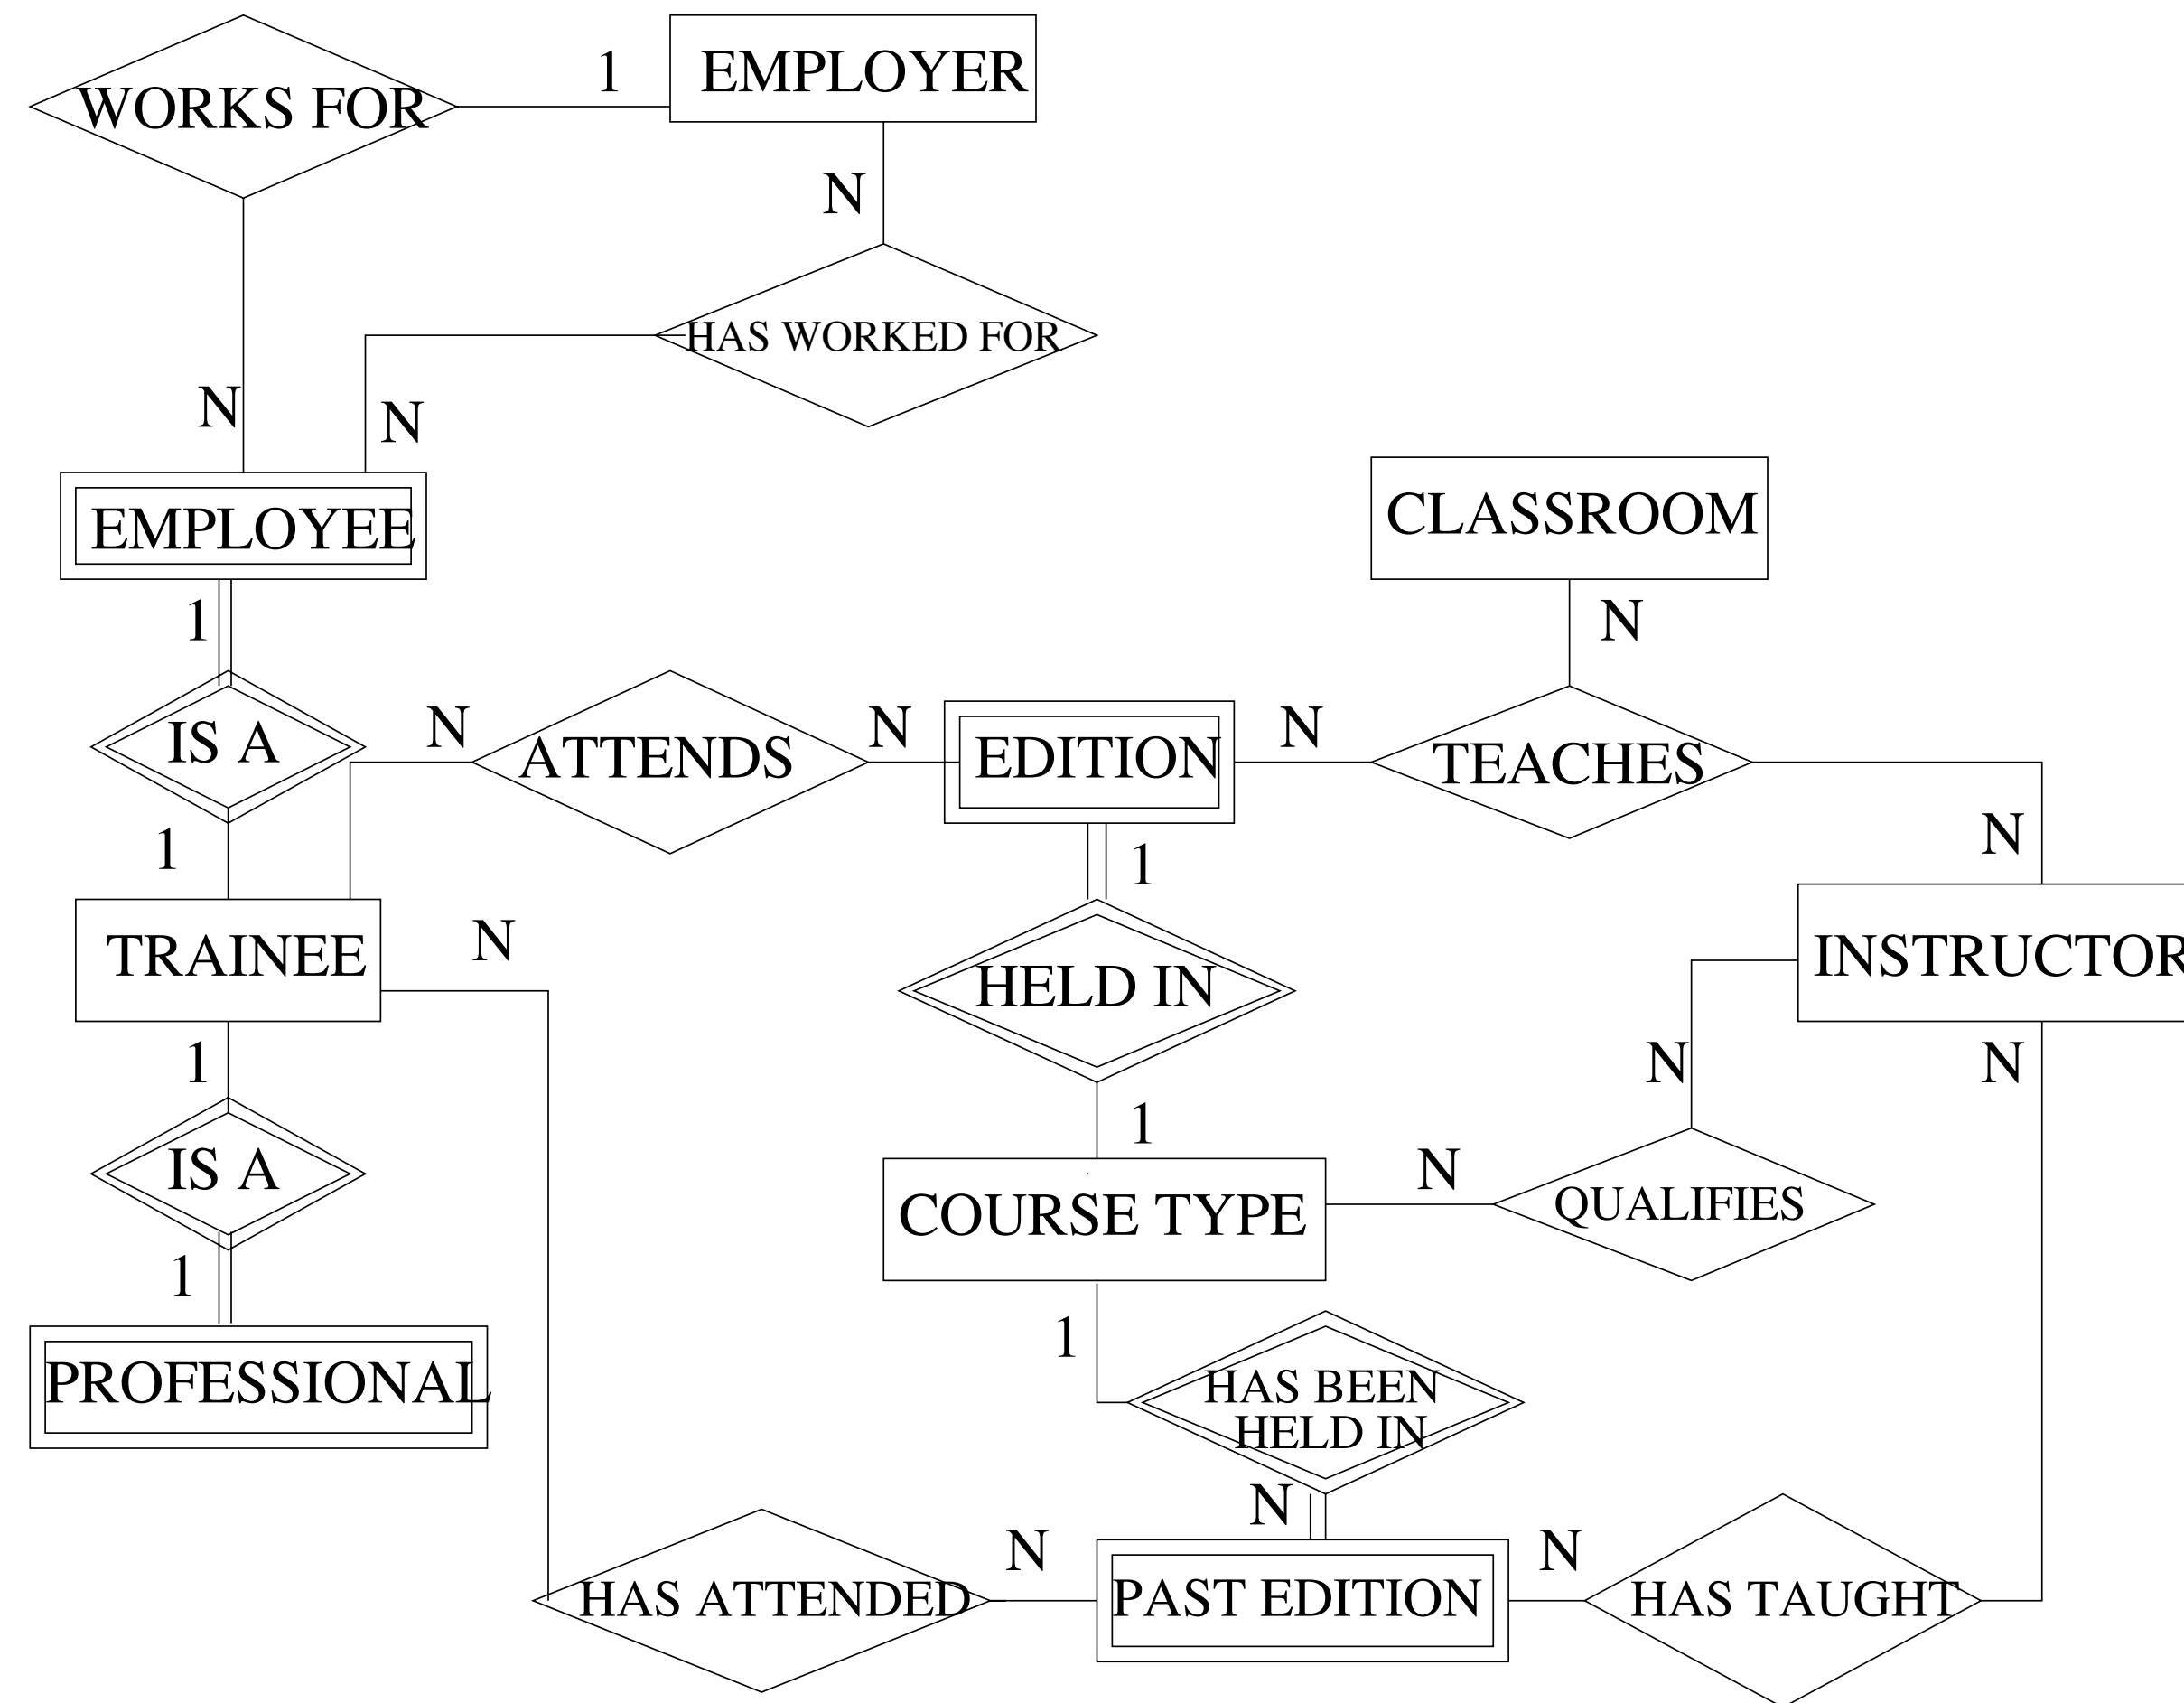 1
EMPLOYER
WORKS FOR
N
HAS WORKED FOR
N
N
EMPLOYEE
CLASSROOM
1
N
IS A
N
ATTENDS
N
EDITION
N
TEACHES
1
N
1
TRAINEE
N
HELD IN
INSTRUCTOR
1
N
N
1
IS A
N
COURSE TYPE
QUALIFIES
1
1
PROFESSIONAL
HAS BEEN
HELD IN
N
N
N
HAS ATTENDED
PAST EDITION
HAS TAUGHT